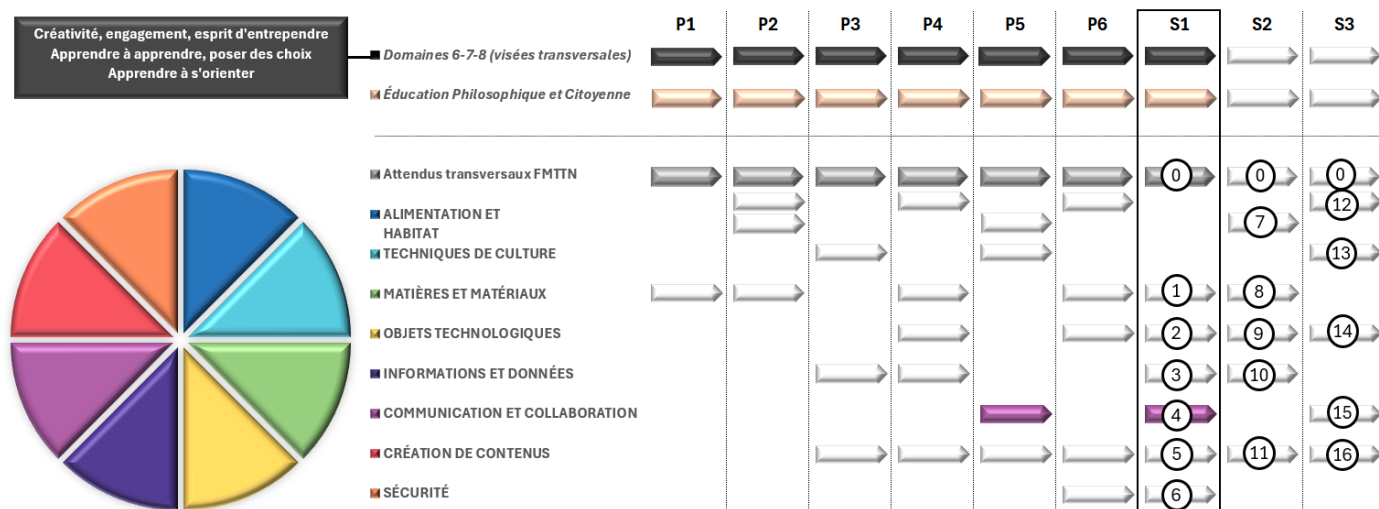 Créativité, engagement, esprit d'entrependre
Apprendre à apprendre, poser des choix
Apprendre à s'orienter
P1 P2 P3 P4 P5 P6 S1 S2 S3
Domaines 6-7-8 (visées transversales)
Éducation Philosophique et Citoyenne
Attendus transversaux FMTTN 0 0 0
12
ALIMENTATION ET
HABITAT 7
TECHNIQUES DE CULTURE 13
MATIÈRES ET MATÉRIAUX 1 8
OBJETS TECHNOLOGIQUES 2 9 14
INFORMATIONS ET DONNÉES 3 10
COMMUNICATION ET COLLABORATION 4 15
CRÉATION DE CONTENUS 5 11 16
SÉCURITÉ 6